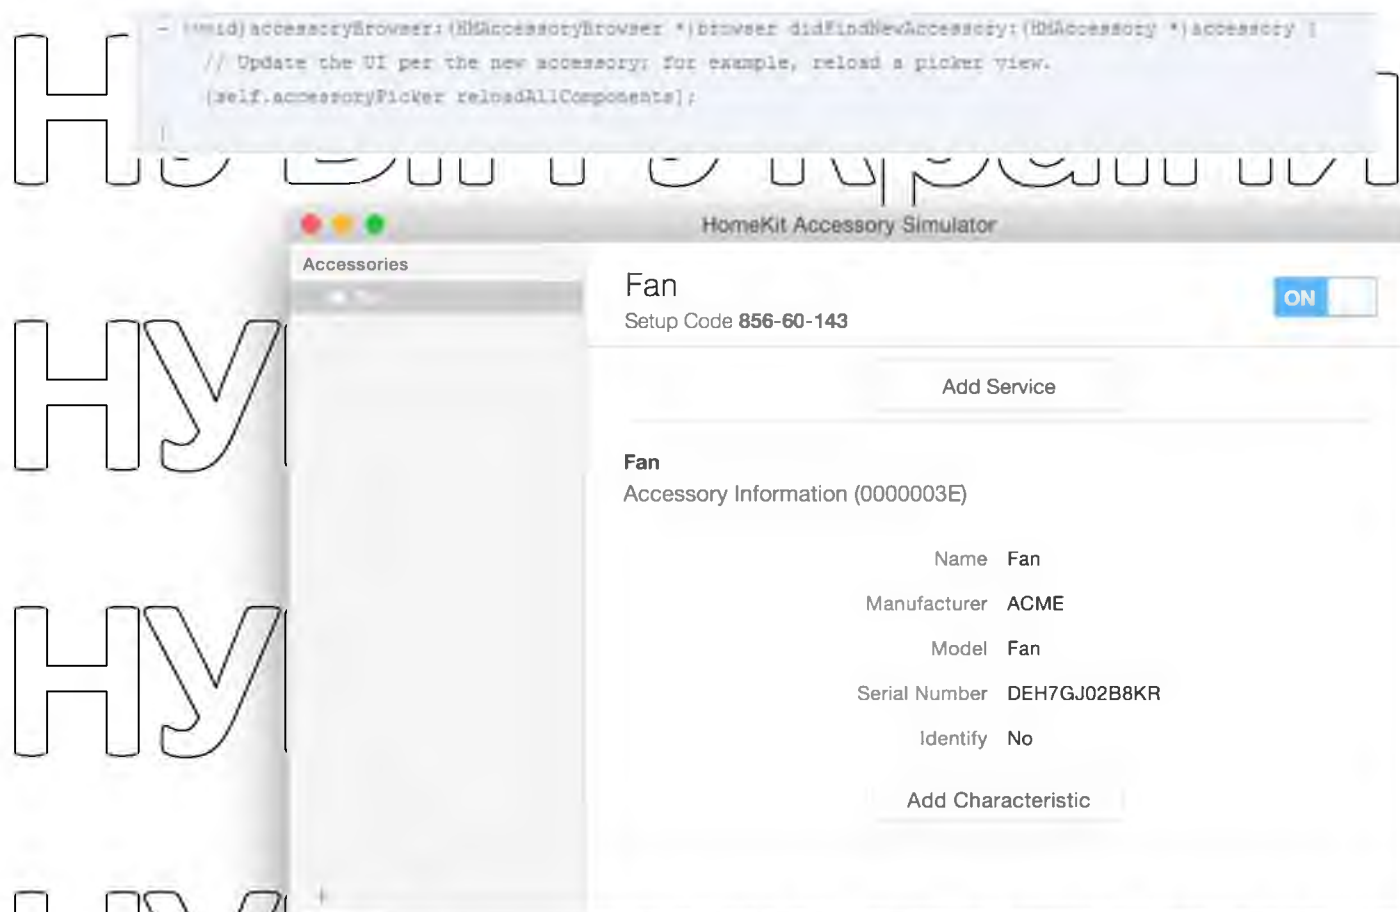 - (void)accessoryBrowser:(HMAccessoryBrowser *)browser didFindNewAccessory:(HMAccessory *)accessory {
// Update the UI per the new accessory; for example, reload a picker view.
[self.accessoryPicker reloadAllComponents];
}
HomeKit Accessory Simulator
Accessories
Fan
Setup Code 856-60-143
ON
Add Service
Fan
Accessory Information (0000003E)
Name Fan
Manufacturer ACME
Model Fan
Serial Number DEH7GJ02B8KR
Identify No
Add Characteristic
+